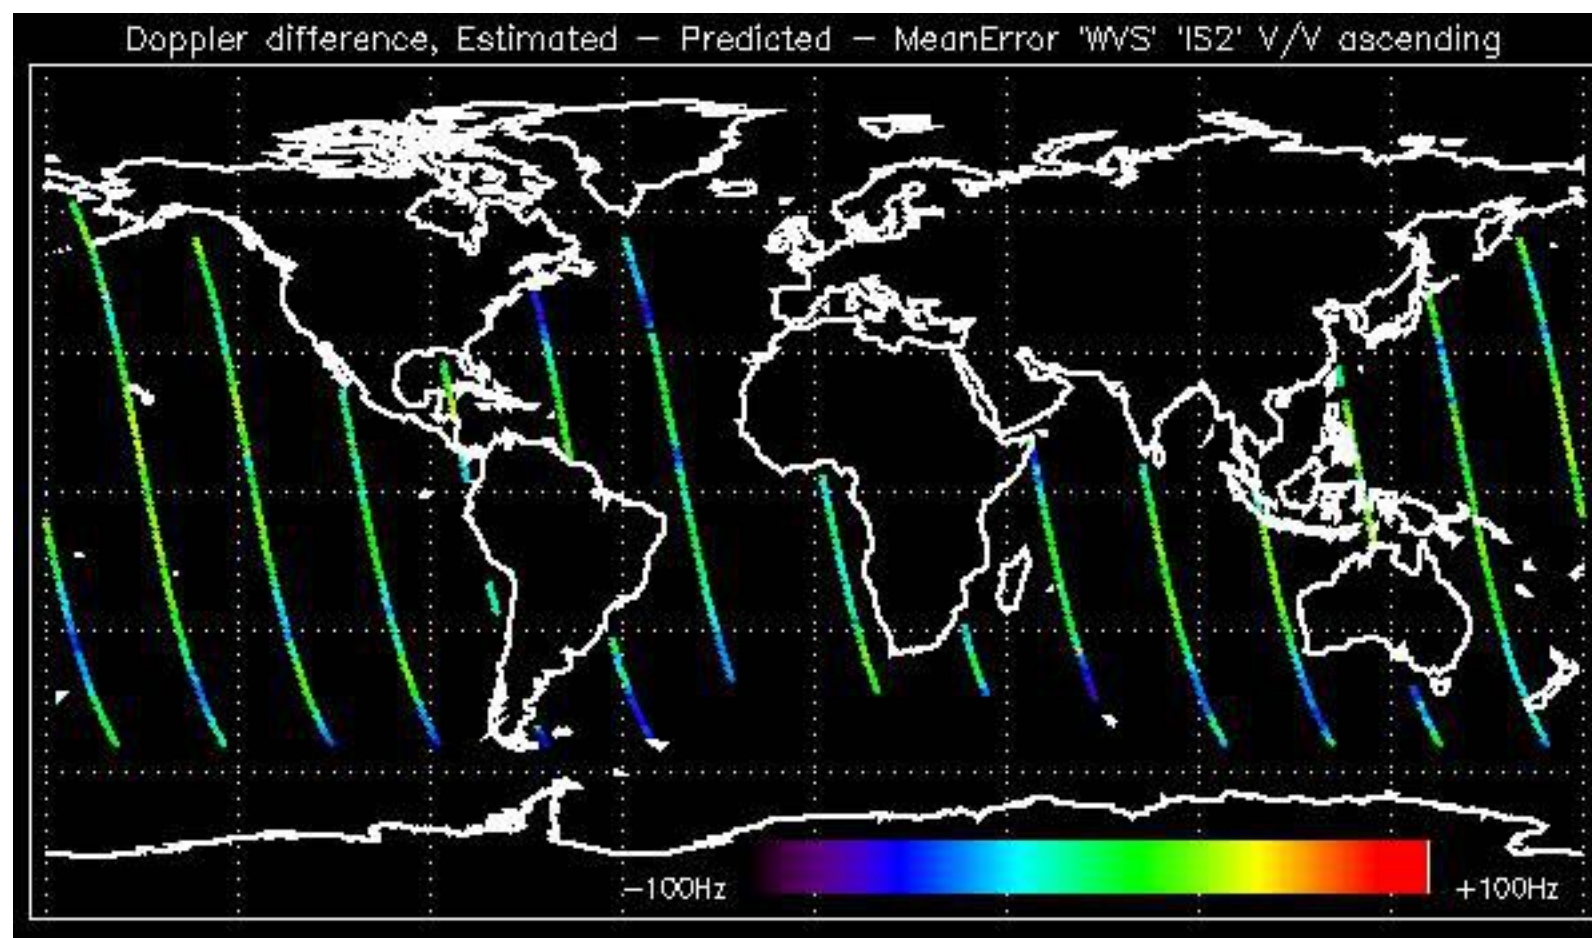 Doppler difference, Estimated − Predicted − MeanError 'WVS' 'IS2' V/V ascending
−100Hz +100Hz